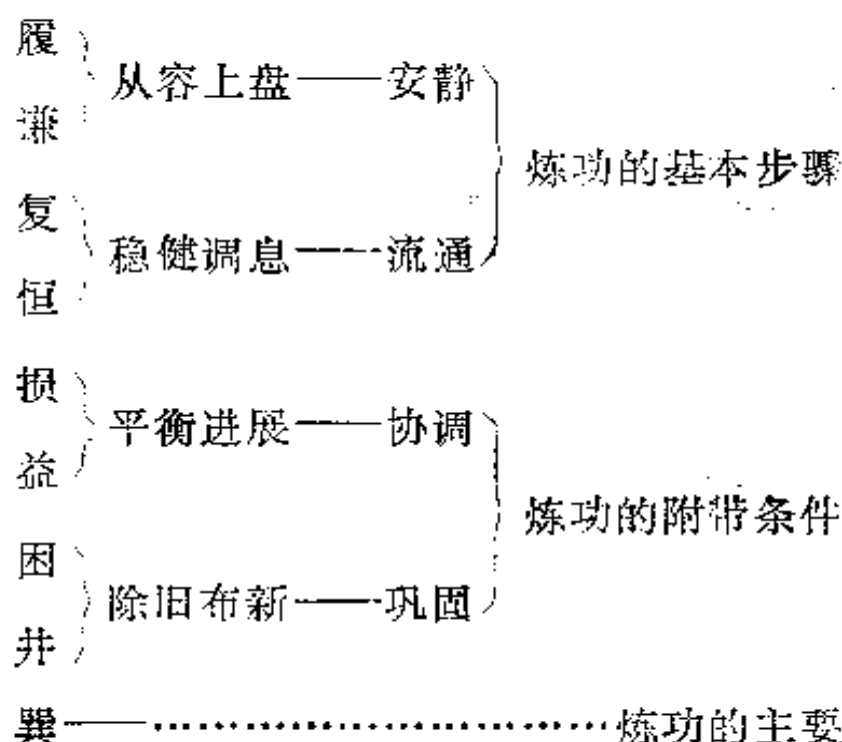 履
从容上盘——安静
谦
炼功的基本步骤
复
稳健调息——流通
恒
损
平衡进展——协调
益
炼功的附带条件
困
除旧布新——巩固
井
巽——…………………………炼功的主要